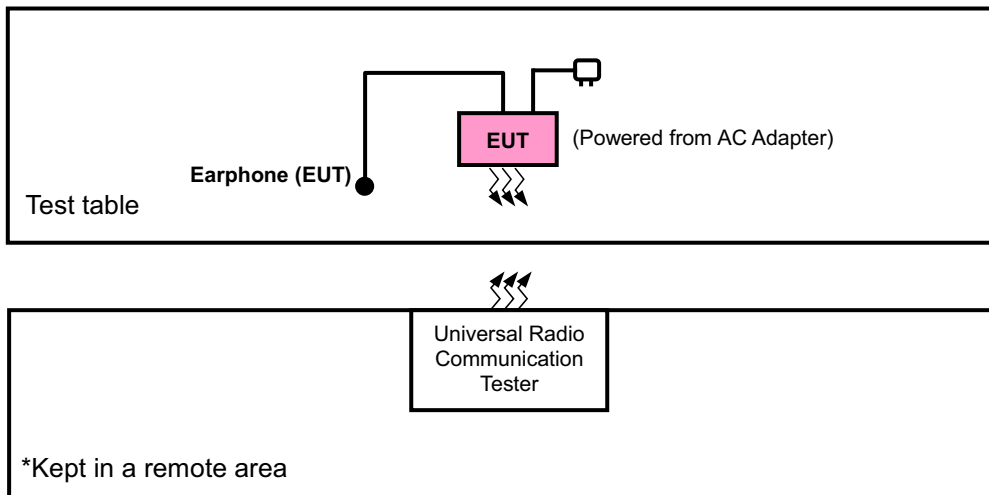 EUT
(Powered from AC Adapter)
Earphone (EUT)
Test table
Universal Radio
Communication
Tester
*Kept in a remote area